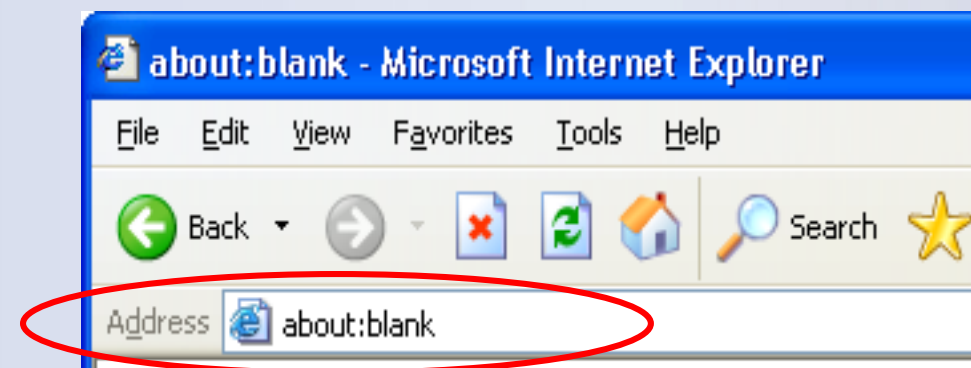 about:blank - Microsoft Internet Explorer
File Edit View Favorites Tools Help
Back Search
Address about:blank